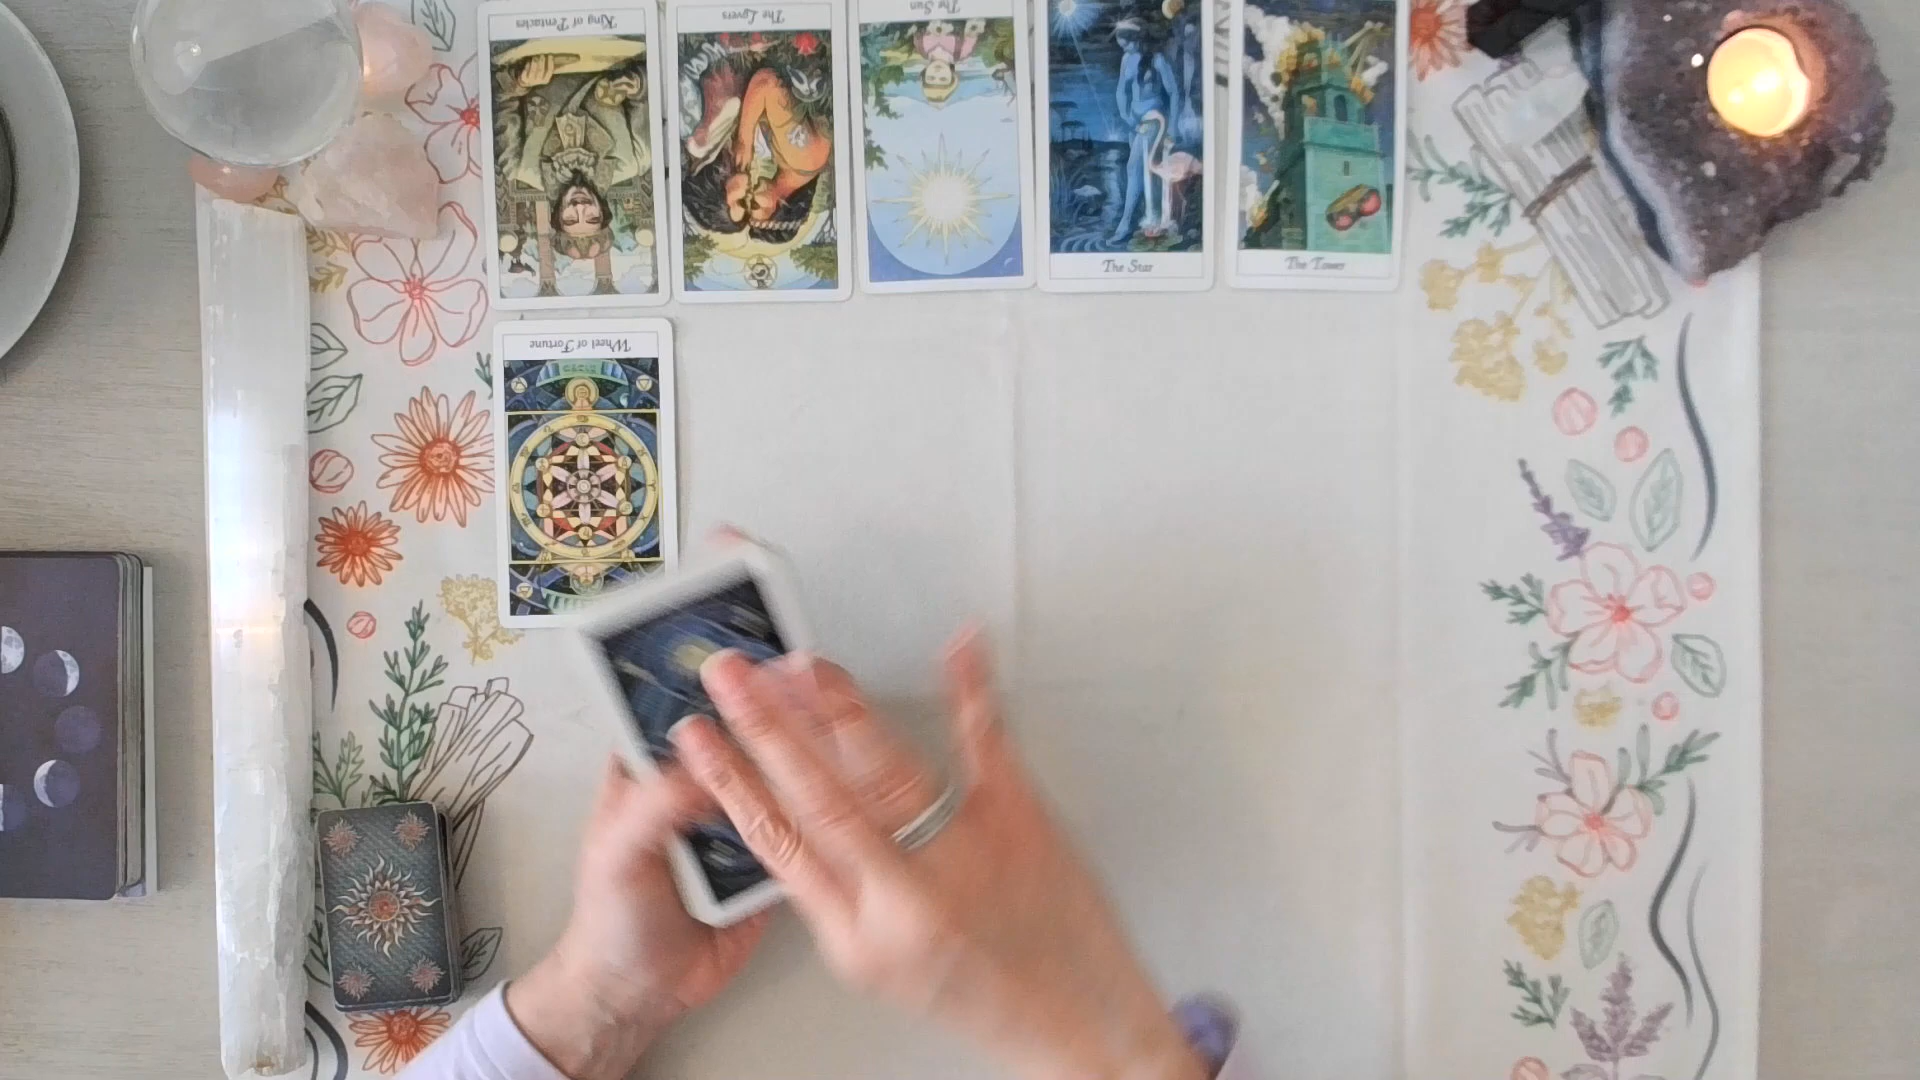 King of Pentacles
The Lovers
The Sun
The Star
The Tower
Wheel of Fortune